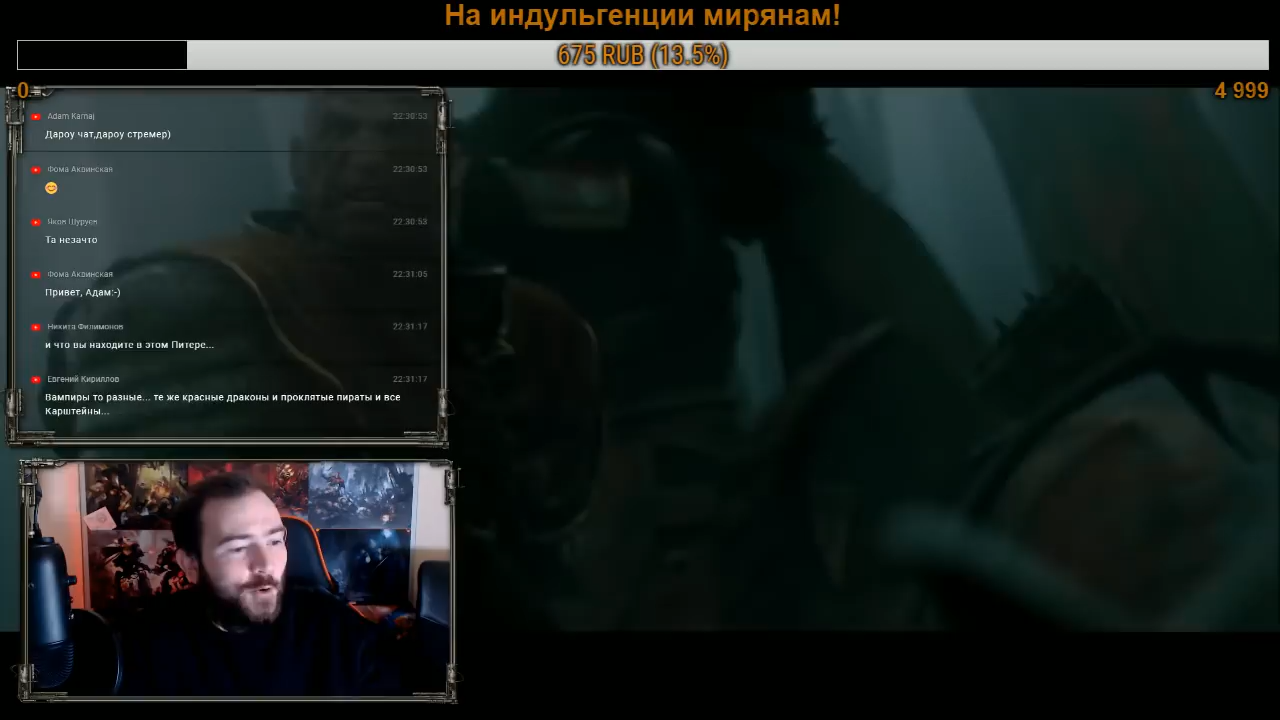 На индульгенции мирянам!
675 RUB (13.5%)
0
4 999
Adam Karnaj 22:30:53
Дароу чат,дароу стремер)
Фома Аквинская 22:30:53
😊
Яков Шуруев 22:30:53
Та незачто
Фома Аквинская 22:31:05
Привет, Адам:-)
Никита Филимонов 22:31:17
и что вы находите в этом Питере...
Евгений Кириллов 22:31:17
Вампиры то разные... те же красные драконы и проклятые пираты и все
Карштейны...